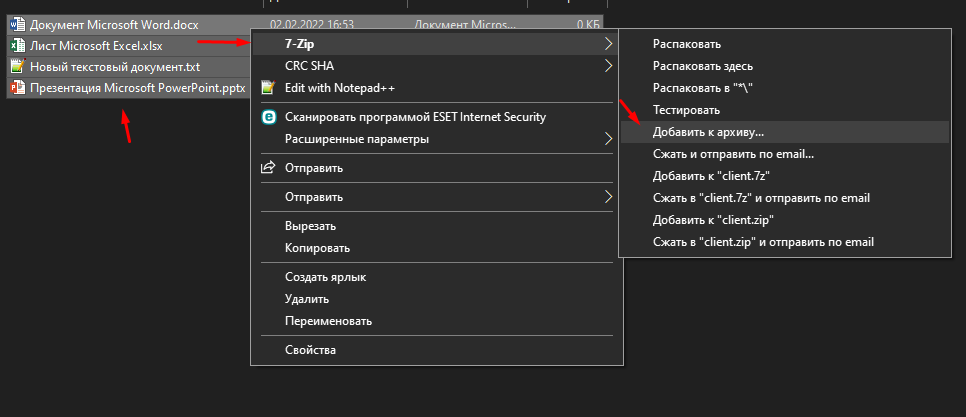 Документ Microsoft Word.docx 02.02.2022 16:53 Документ Micros... 0 КБ
Лист Microsoft Excel.xlsx
Новый текстовый документ.txt
Презентация Microsoft PowerPoint.pptx
7-Zip
CRC SHA
Edit with Notepad++
Сканировать программой ESET Internet Security
Расширенные параметры
Отправить
Отправить
Вырезать
Копировать
Создать ярлык
Удалить
Переименовать
Свойства
Распаковать
Распаковать здесь
Распаковать в "*\"
Тестировать
Добавить к архиву...
Сжать и отправить по email...
Добавить к "client.7z"
Сжать в "client.7z" и отправить по email
Добавить к "client.zip"
Сжать в "client.zip" и отправить по email